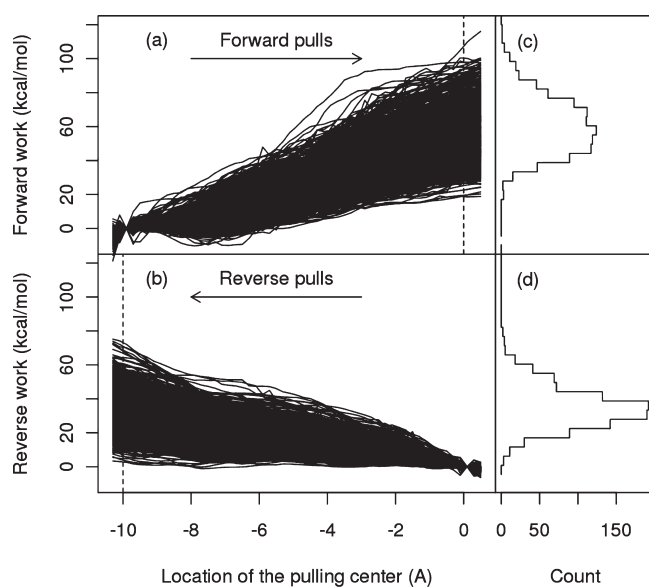 (a) Forward pulls (c)
100
60
20
0
Forward work (kcal/mol)
(b) Reverse pulls (d)
100
60
20
0
Reverse work (kcal/mol)
-10 -8 -6 -4 -2 0 0 50 100 150
Location of the pulling center (A) Count